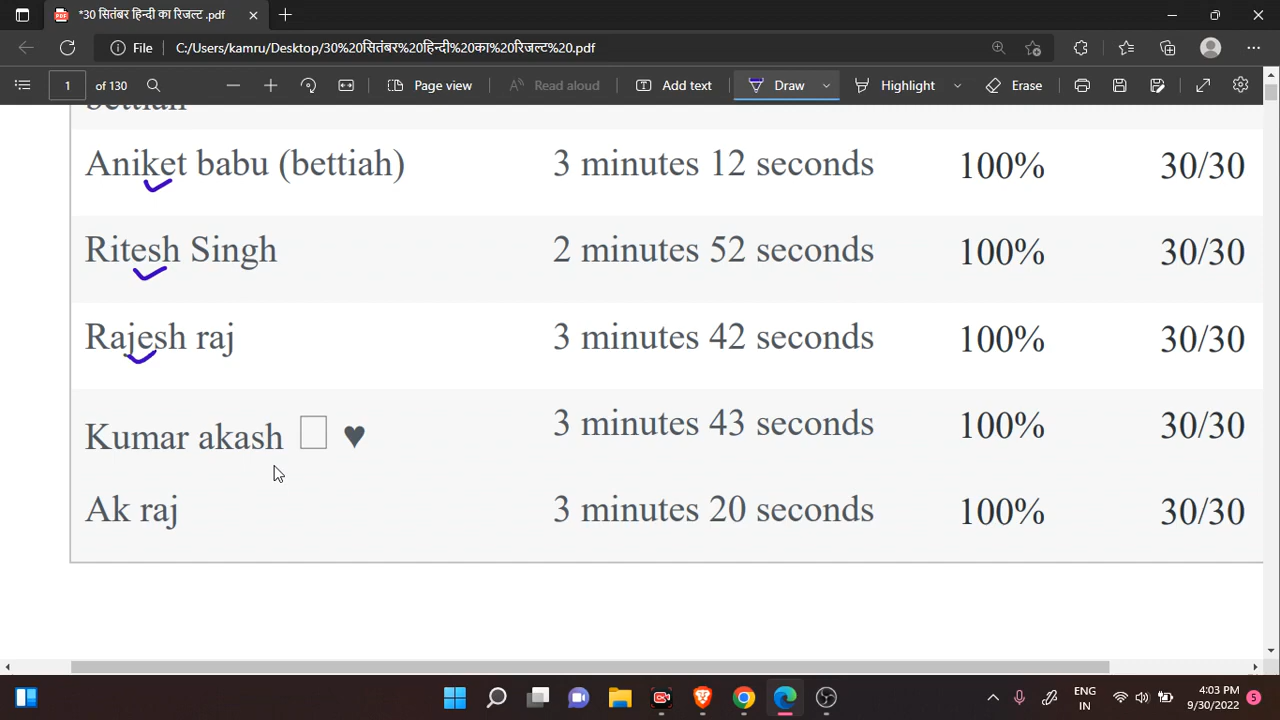 *30 सितंबर हिन्दी का रिजल्ट .pdf
File C:/Users/kamru/Desktop/30%20सितंबर%20हिन्दी%20का%20रिजल्ट%20.pdf
1 of 130 Page view Read aloud Add text Draw Highlight Erase
bettiah
Aniket babu (bettiah) 3 minutes 12 seconds 100% 30/30
Ritesh Singh 2 minutes 52 seconds 100% 30/30
Rajesh raj 3 minutes 42 seconds 100% 30/30
Kumar akash □ ♥ 3 minutes 43 seconds 100% 30/30
Ak raj 3 minutes 20 seconds 100% 30/30
ENG IN 4:03 PM 9/30/2022 5